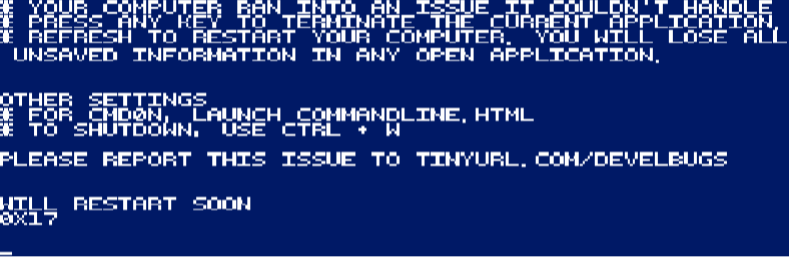 * YOUR COMPUTER RAN INTO AN ISSUE IT COULDN'T HANDLE
* PRESS ANY KEY TO TERMINATE THE CURRENT APPLICATION.
* REFRESH TO RESTART YOUR COMPUTER. YOU WILL LOSE ALL
UNSAVED INFORMATION IN ANY OPEN APPLICATION.
OTHER SETTINGS
* FOR CMD0N, LAUNCH COMMANDLINE.HTML
* TO SHUTDOWN, USE CTRL + W
PLEASE REPORT THIS ISSUE TO TINYURL.COM/DEVELBUGS
WILL RESTART SOON
0X17
_